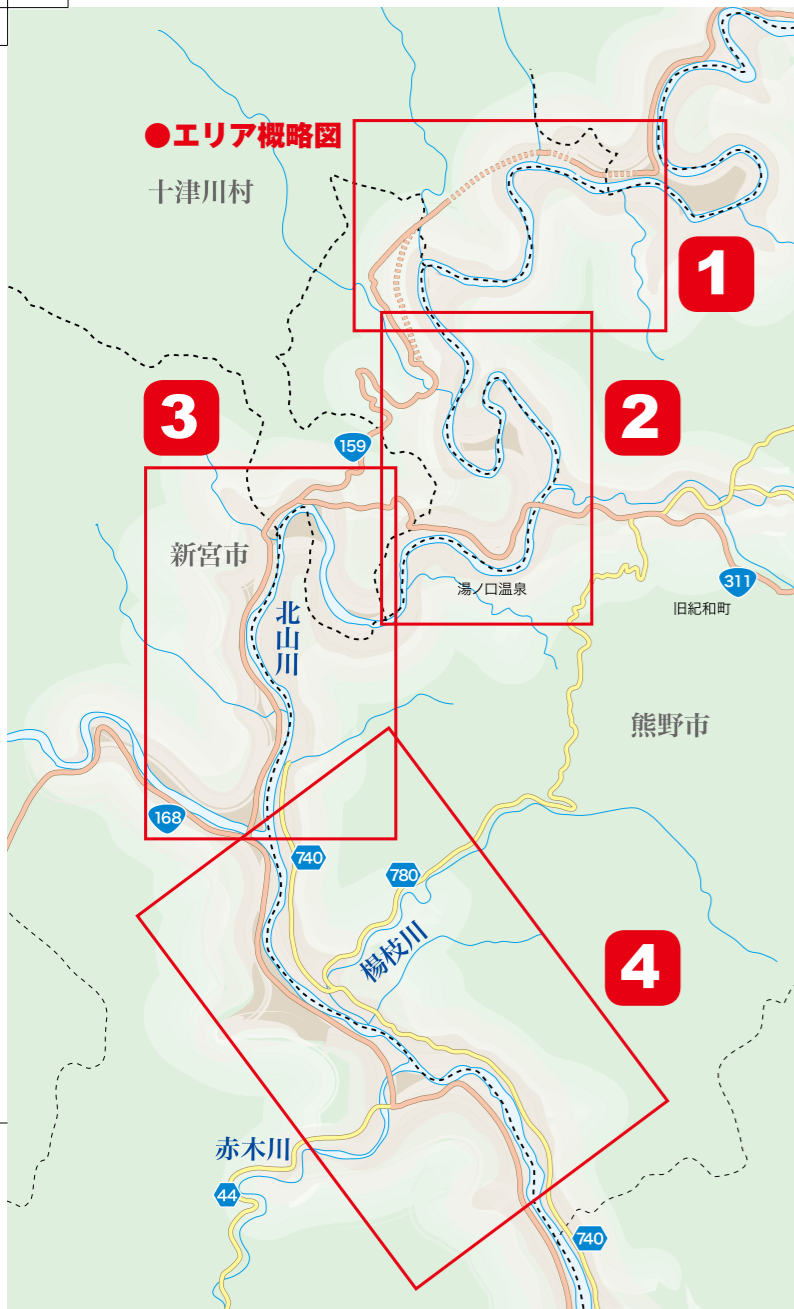 ●エリア概略図
十津川村
1
3
2
159
新宮市
湯ノ口温泉
311
旧紀和町
北山川
熊野市
168
740
780
楊枝川
4
赤木川
44
740